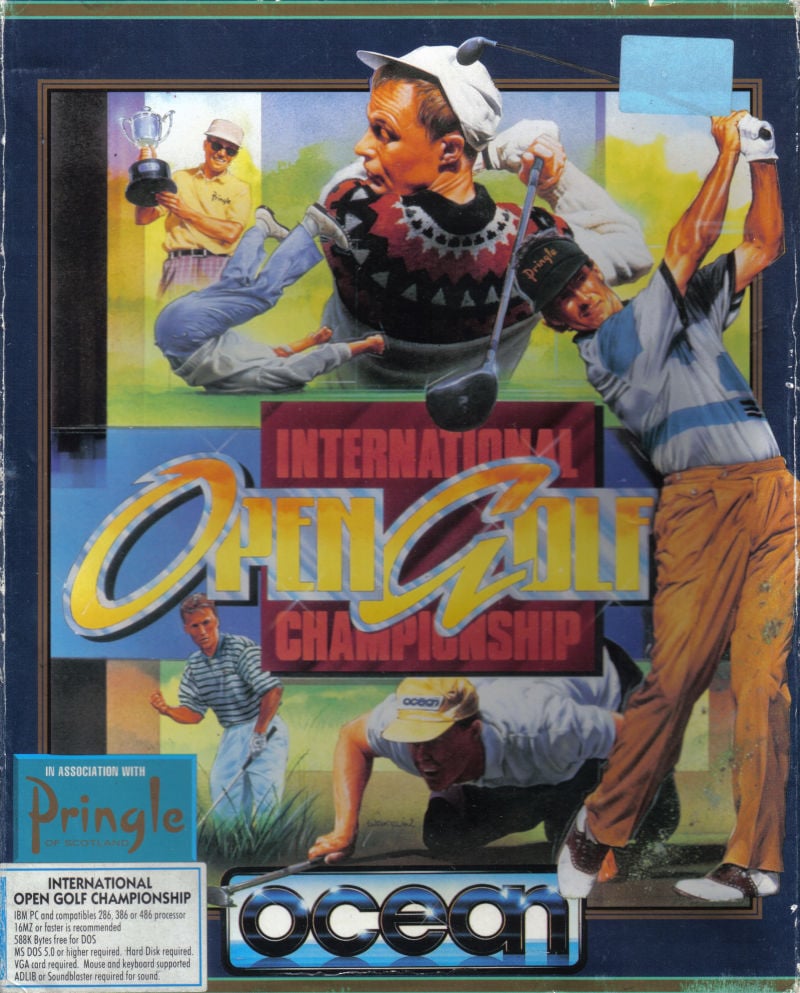 Pringle
Pringle
INTERNATIONAL
OPEN GOLF
CHAMPIONSHIP
OCEAN
IN ASSOCIATION WITH
Pringle
OF SCOTLAND
INTERNATIONAL
OPEN GOLF CHAMPIONSHIP
IBM PC and compatibles 286, 386 or 486 processor
16MZ or faster is recommended
588K Bytes free for DOS
MS DOS 5.0 or higher required. Hard Disk required.
VGA card required. Mouse and keyboard supported
ADLIB or Soundblaster required for sound.
ocean